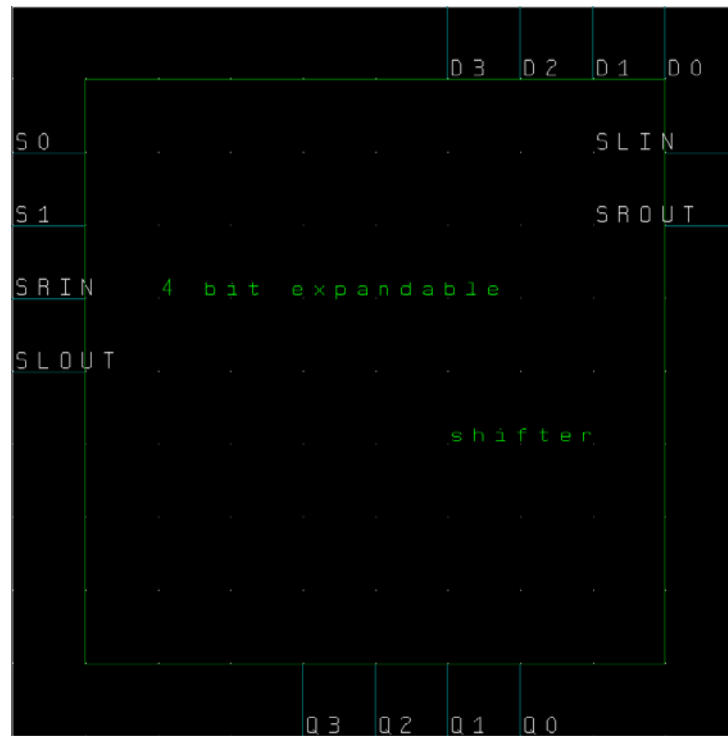 D3 D2 D1 D0
S0 SLIN
S1 SROUT
SRIN 4 bit expandable
SLOUT
shifter
Q3 Q2 Q1 Q0